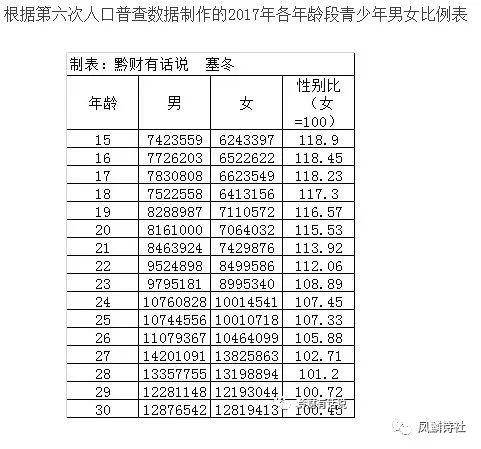 根据第六次人口普查数据制作的2017年各年龄段青少年男女比例表
制表：黔财有话说 塞冬
年龄 男 女 性别比（女=100）
15 7423559 6243397 118.9
16 7726203 6522622 118.45
17 7830808 6623549 118.23
18 7522558 6413156 117.3
19 8288987 7110572 116.57
20 8161000 7064032 115.53
21 8463924 7429876 113.92
22 9524898 8499586 112.06
23 9795181 8995340 108.89
24 10760828 10014541 107.45
25 10744556 10010718 107.33
26 11079367 10464099 105.88
27 14201091 13825863 102.71
28 13357755 13198894 101.2
29 12281148 12193044 100.72
30 12876542 12819413 100.45
黔财有话说
凤麟诗社